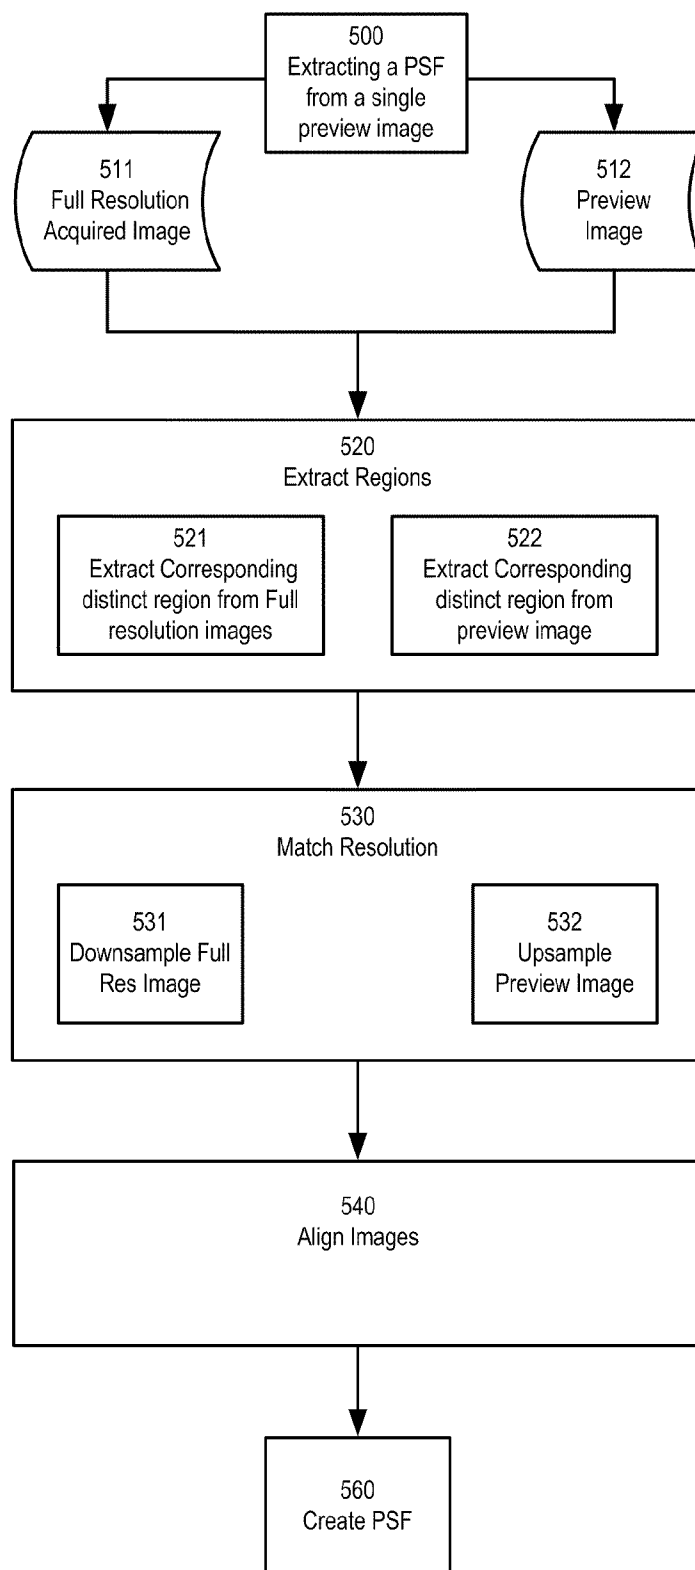 500
Extracting a PSF
from a single
preview image
511
Full Resolution
Acquired Image
512
Preview
Image
520
Extract Regions
521
Extract Corresponding
distinct region from Full
resolution images
522
Extract Corresponding
distinct region from
preview image
530
Match Resolution
531
Downsample Full
Res Image
532
Upsample
Preview Image
540
Align Images
560
Create PSF